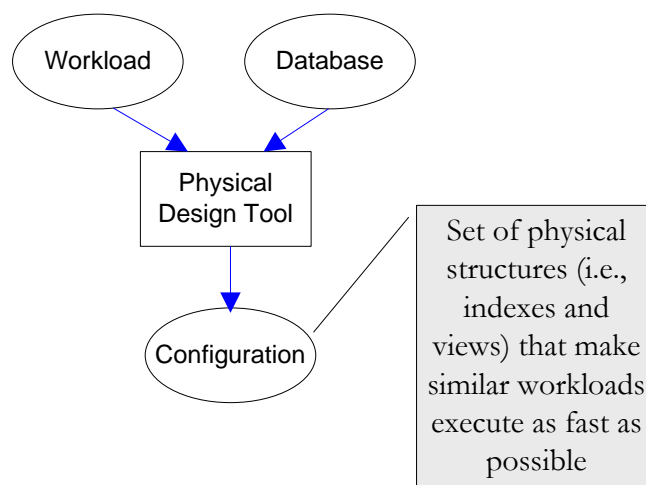 Workload
Database
Physical
Design Tool
Configuration
Set of physical
structures (i.e.,
indexes and
views) that make
similar workloads
execute as fast as
possible